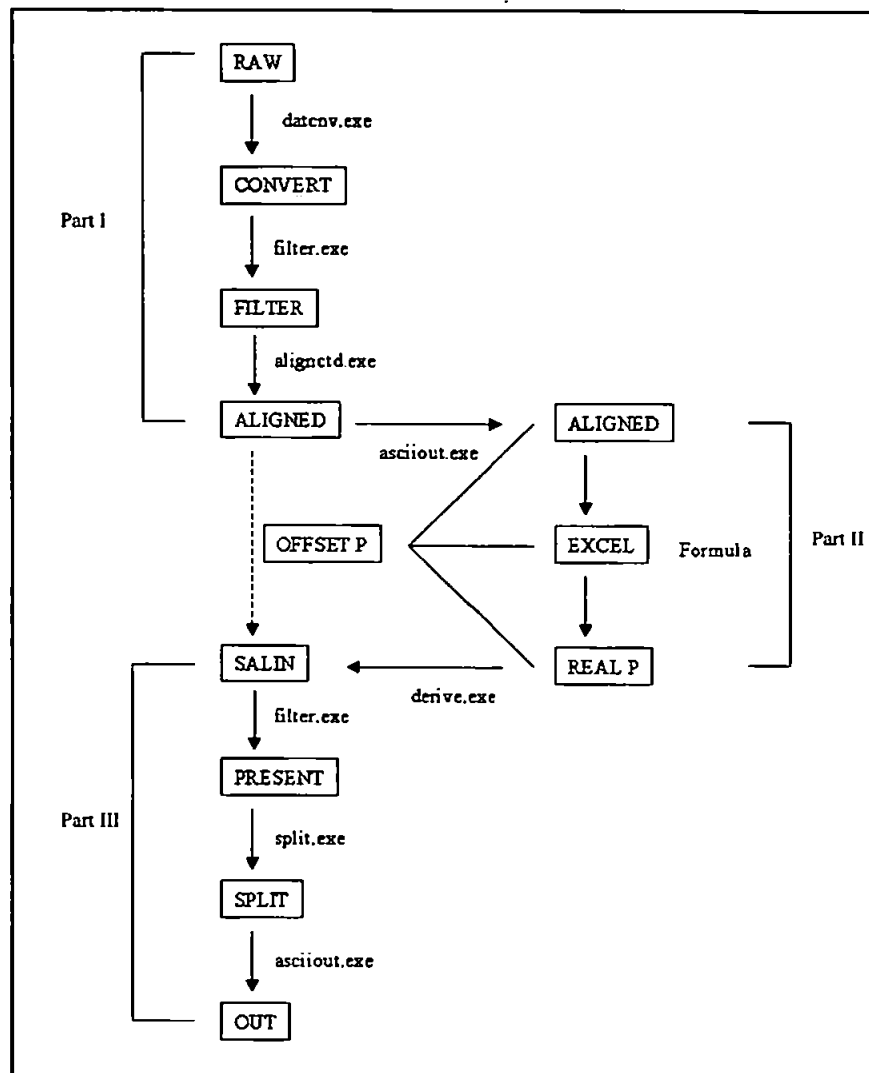 RAW
datcnv.exe
CONVERT
Part I
filter.exe
FILTER
alignctd.exe
ALIGNED
asciiout.exe
ALIGNED
OFFSET P
EXCEL
Formula
Part II
SALIN
derive.exe
REAL P
filter.exe
PRESENT
Part III
split.exe
SPLIT
asciiout.exe
OUT